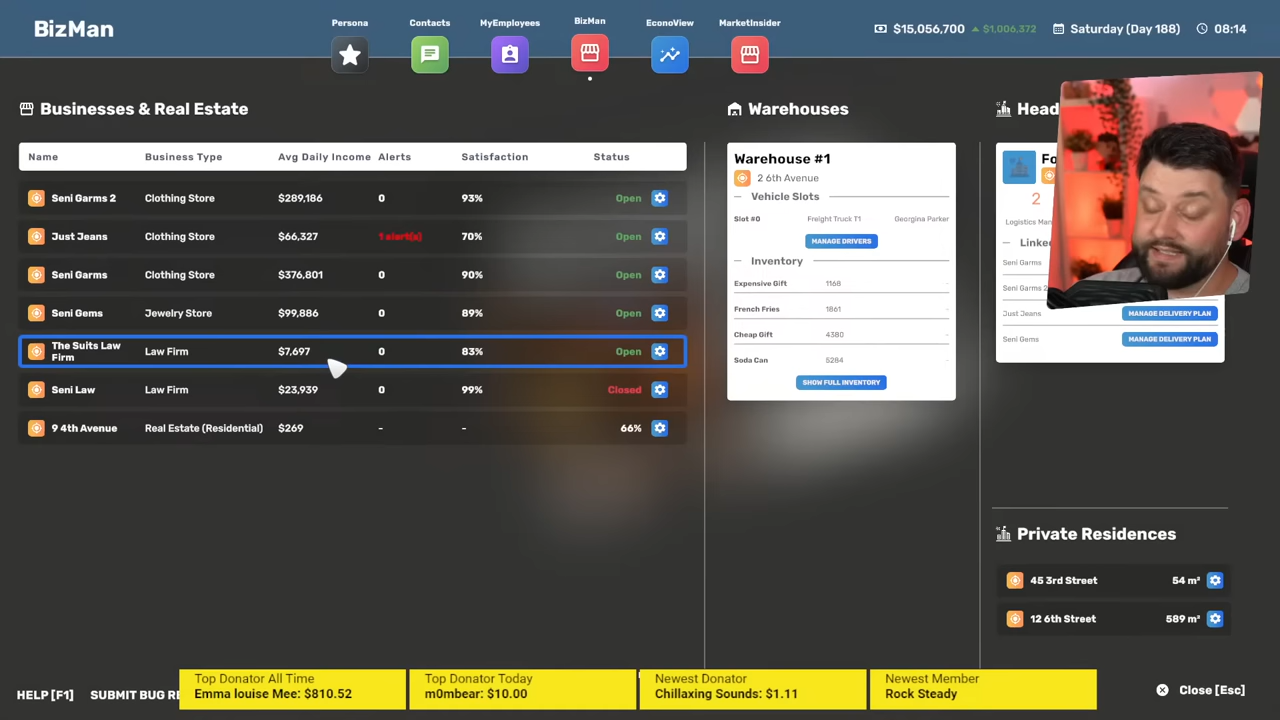 BizMan
Persona
Contacts
MyEmployees
BizMan
EconoView
MarketInsider
$15,056,700
$1,006,372
Saturday (Day 188)
08:14
Businesses & Real Estate
Name Business Type Avg Daily Income Alerts Satisfaction Status
Seni Garms 2 Clothing Store $289,186 0 93% Open
Just Jeans Clothing Store $66,327 1 alert(s) 70% Open
Seni Garms Clothing Store $376,801 0 90% Open
Seni Gems Jewelry Store $99,886 0 89% Open
The Suits Law
Firm
Law Firm $7,697 0 83% Open
Seni Law Law Firm $23,939 0 99% Closed
9 4th Avenue Real Estate (Residential) $269 - - 66%
Warehouses
Warehouse #1
2 6th Avenue
Vehicle Slots
Slot #0 Freight Truck T1 Georgina Parker
MANAGE DRIVERS
Inventory
Expensive Gift 1168 -
French Fries 1861 -
Cheap Gift 4380 -
Soda Can 5284 -
SHOW FULL INVENTORY
Head
Fo
2
Logistics Man
Linke
Seni Garms
Seni Garms 2
Just Jeans MANAGE DELIVERY PLAN
Seni Gems MANAGE DELIVERY PLAN
Private Residences
45 3rd Street 54 m²
12 6th Street 589 m²
HELP [F1]
SUBMIT BUG RE
Top Donator All Time
Emma louise Mee: $810.52
Top Donator Today
m0mbear: $10.00
Newest Donator
Chillaxing Sounds: $1.11
Newest Member
Rock Steady
Close [Esc]